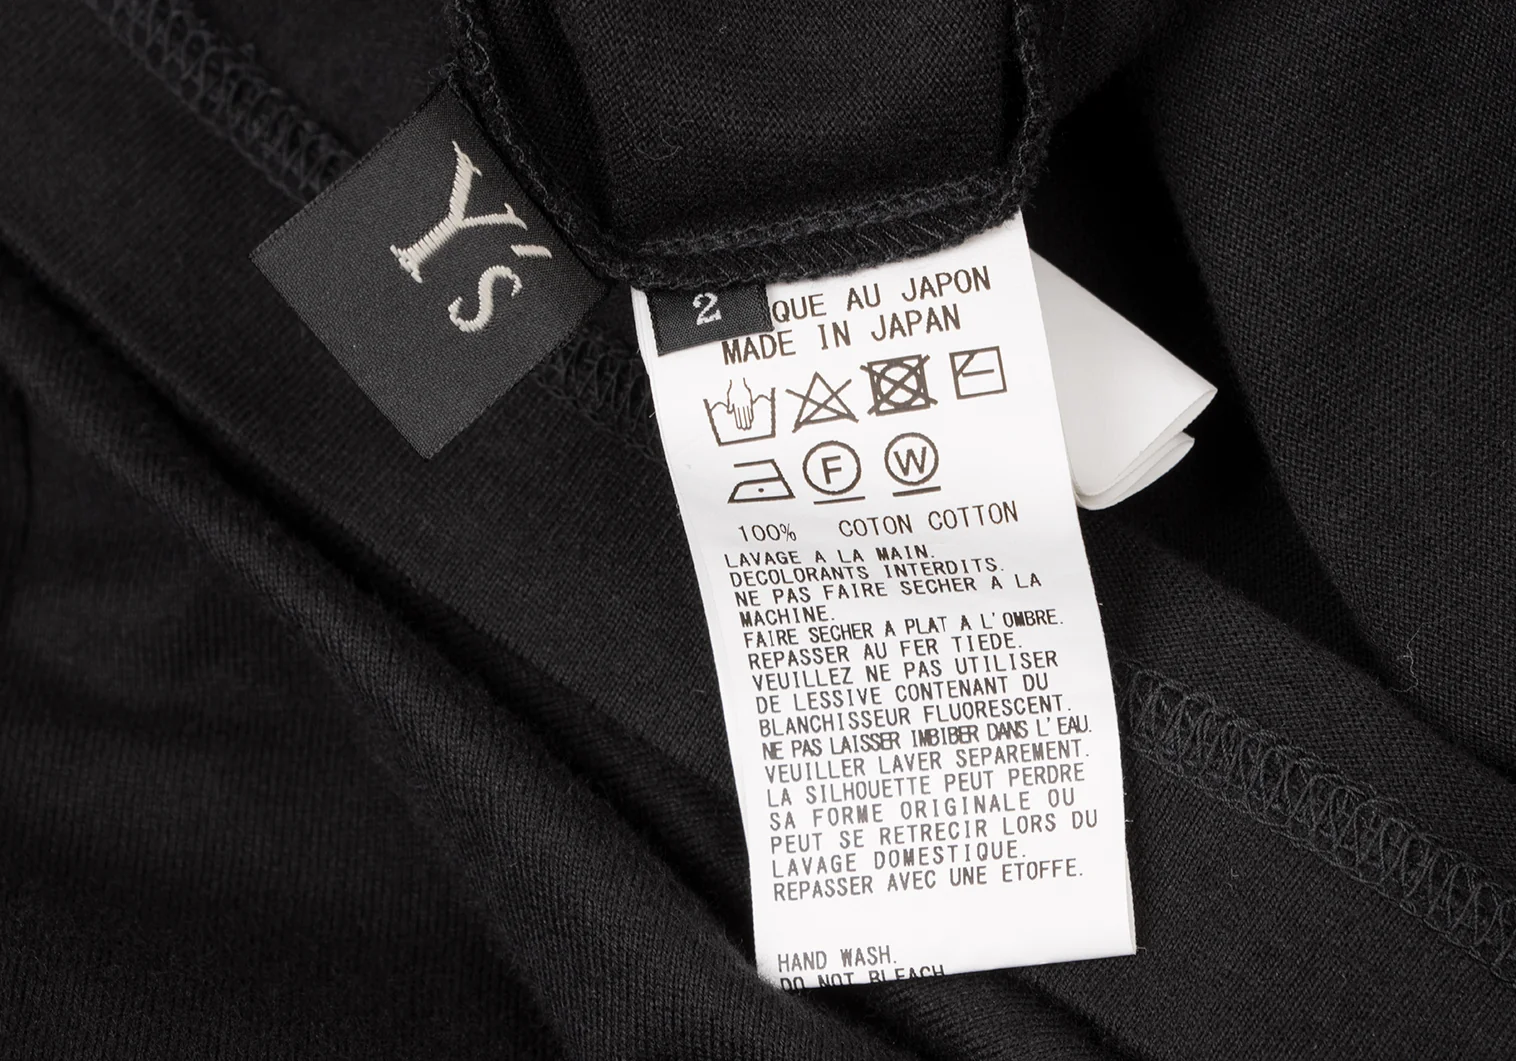 Y's
2
QUE AU JAPON
MADE IN JAPAN
F
W
100% COTON COTTON
LAVAGE A LA MAIN.
DECOLORANTS INTERDITS.
NE PAS FAIRE SECHER A LA
MACHINE.
FAIRE SECHER A PLAT A L'OMBRE.
REPASSER AU FER TIEDE.
VEUILLEZ NE PAS UTILISER
DE LESSIVE CONTENANT DU
BLANCHISSEUR FLUORESCENT.
NE PAS LAISSER IMBIBER DANS L'EAU.
VEUILLER LAVER SEPAREMENT.
LA SILHOUETTE PEUT PERDRE
SA FORME ORIGINALE OU
PEUT SE RETRECIR LORS DU
LAVAGE DOMESTIQUE.
REPASSER AVEC UNE ETOFFE.
HAND WASH.
DO NOT BLEACH